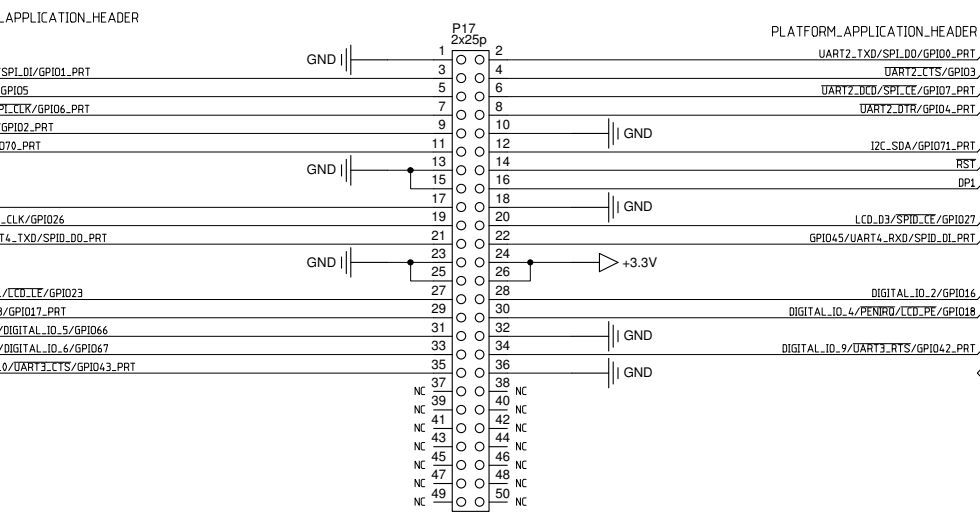 _APPLICATION_HEADER
PLATFORM_APPLICATION_HEADER
P17
2x25p
GND 1 2 UART2_TXD/SPI_DO/GPIO0_PRT
/SPI_DI/GPIO1_PRT 3 4 UART2_CTS/GPIO3
/GPIO5 5 6 UART2_DCD/SPI_CE/GPIO7_PRT
PI_CLK/GPIO6_PRT 7 8 UART2_DTR/GPIO4_PRT
/GPIO2_PRT 9 10 GND
O70_PRT 11 12 I2C_SDA/GPIO71_PRT
GND 13 14 RST
15 16 DP1
17 18 GND
_CLK/GPIO26 19 20 LCD_D3/SPID_CE/GPIO27
T4_TXD/SPID_DO_PRT 21 22 GPIO45/UART4_RXD/SPID_DI_PRT
GND 23 24 +3.3V
25 26
/LCD_LE/GPIO23 27 28 DIGITAL_IO_2/GPIO16
/GPIO17_PRT 29 30 DIGITAL_IO_4/PENIRQ/LCD_PE/GPIO18
/DIGITAL_IO_5/GPIO66 31 32 GND
/DIGITAL_IO_6/GPIO67 33 34 DIGITAL_IO_9/UART3_RTS/GPIO42_PRT
0/UART3_CTS/GPIO43_PRT 35 36 GND
NC 37 38 NC
NC 39 40 NC
NC 41 42 NC
NC 43 44 NC
NC 45 46 NC
NC 47 48 NC
NC 49 50 NC